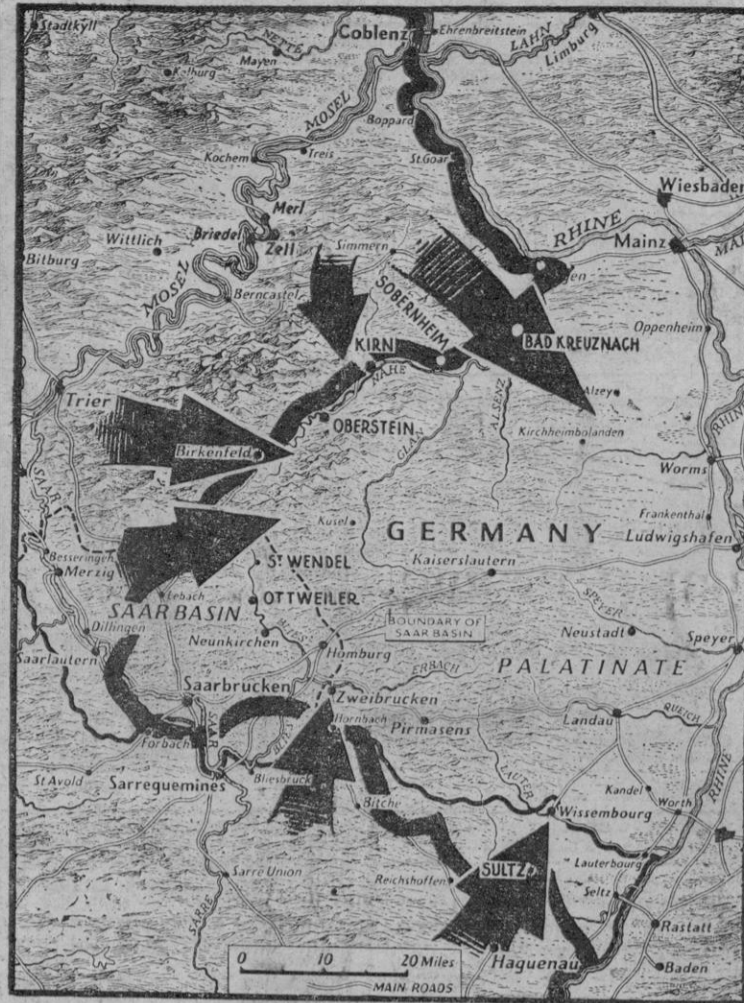 Stadtkyll
NETTE
Mayen
Kelburg
Coblenz
Ehrenbreitstein
LAHN
Limburg
MOSEL
Boppard
Kochem
Treis
St. Goar
Wiesbaden
Merl
Briedel
Zell
Wittlich
Simmern
RHINE
Mainz
Bitburg
MOSEL
Berncastel
SOBERNHEIM
KIRN
NAHE
BAD KREUZNACH
Oppenheim
Trier
OBERSTEIN
GLAN
ALSENZ
Alzey
Kirchheimbolanden
Birkenfeld
Worms
SAAR
Kusel
GERMANY
Frankenthal
Ludwigshafen
Besseringen
Merzig
ST WENDEL
Kaiserslautern
Lebach
OTTWEILER
SAAR BASIN
BOUNDARY OF
SAAR BASIN
SPEYER
Dillingen
Neunkirchen
Neustadt
Speyer
Saarlautern
Homburg
ERBACH
PALATINATE
Saarbrucken
Zweibrucken
Hornbach
Pirmasens
Landau
QUEICH
SAAR
Forbach
RHINE
St Avold
Sarreguemines
Bliesbruck
LAUTER
Kandel
Worth
Bitche
Wissembourg
Lauterbourg
Sarre Union
Reichshoffen
SULTZ
Seltz
SARRE
Rastatt
0 10 20 Miles
Haguenau
Baden
MAIN ROADS